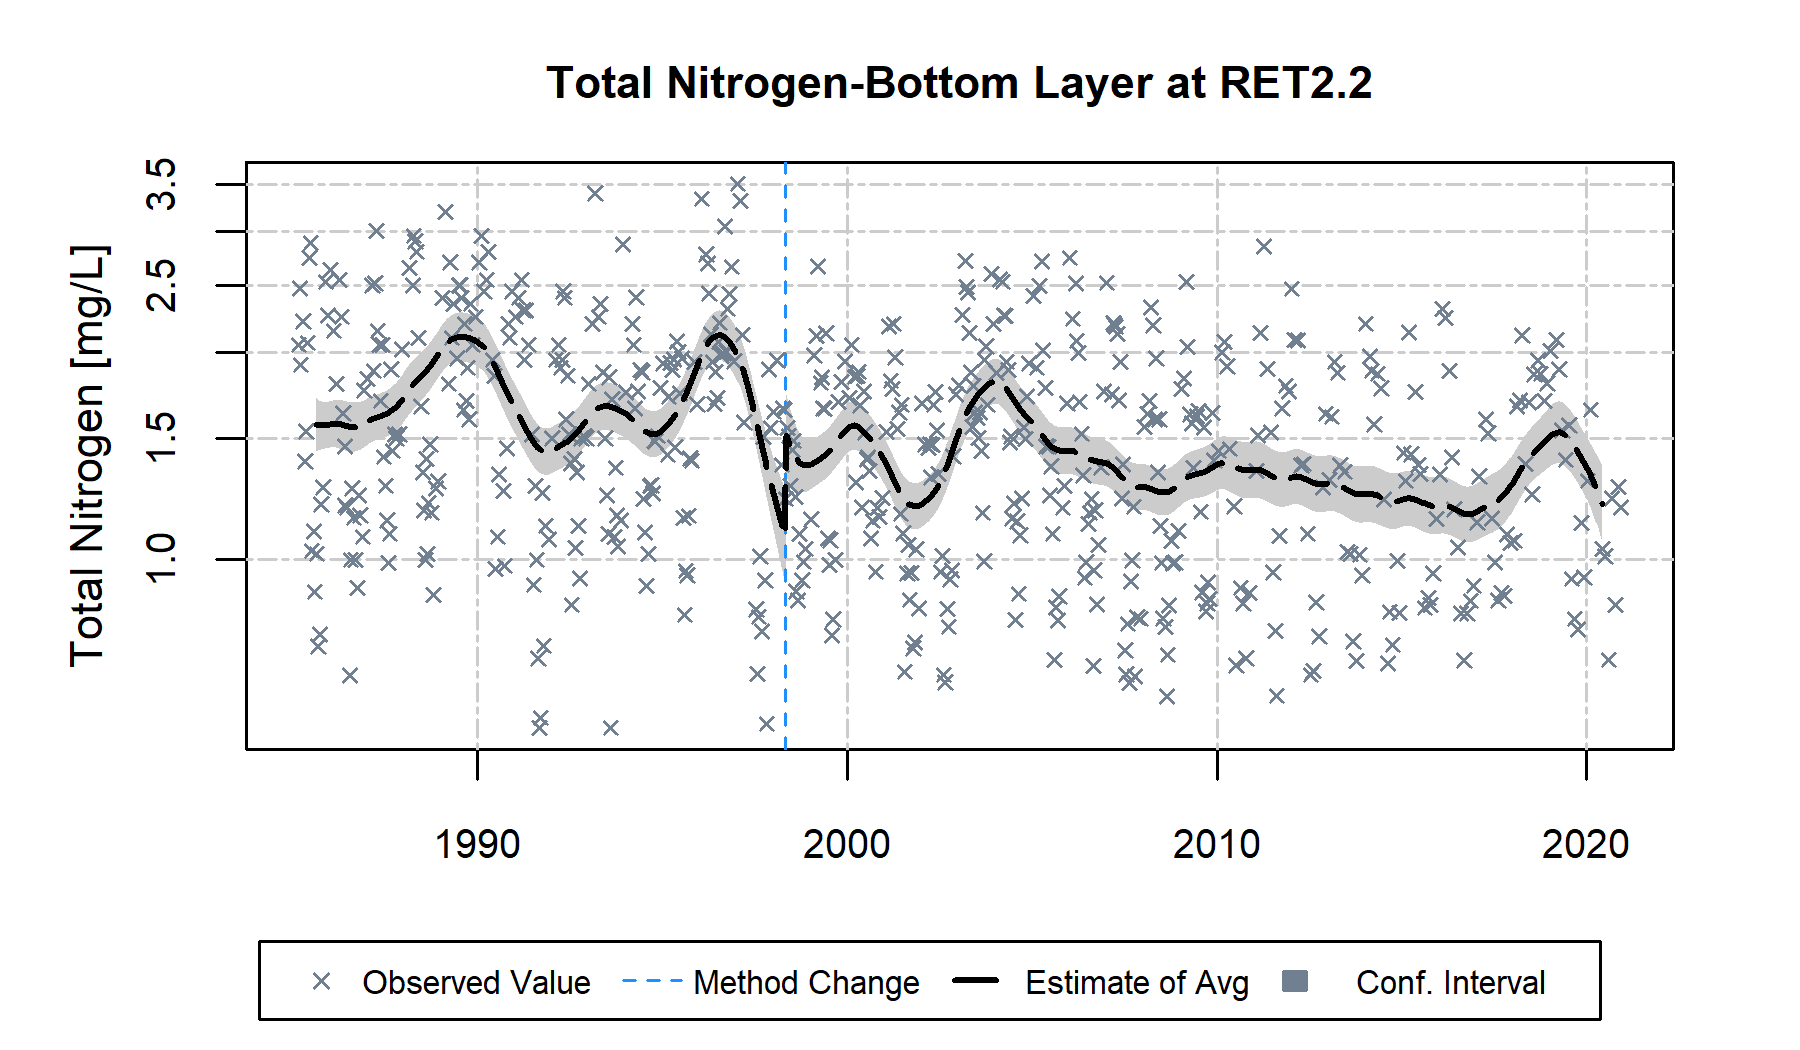 Total Nitrogen-Bottom Layer at RET2.2
Total Nitrogen [mg/L]
3.5
2.5
1.5
1.0
1990 2000 2010 2020
Observed Value Method Change Estimate of Avg Conf. Interval